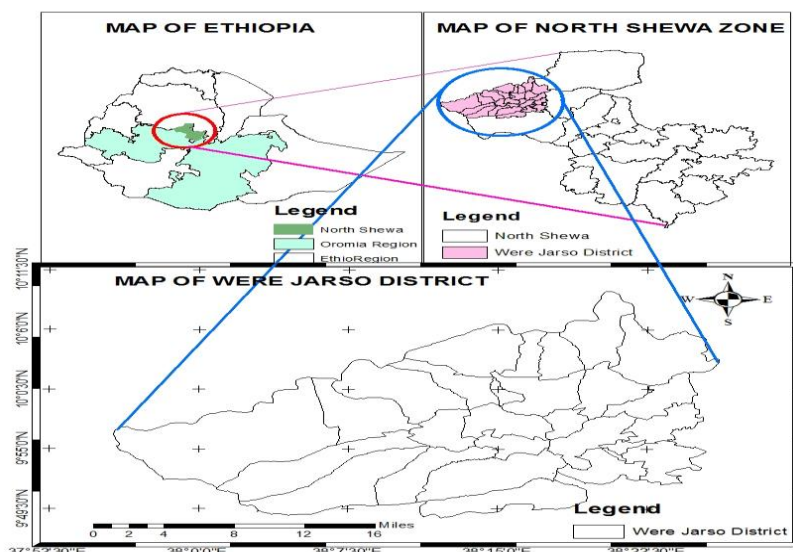 MAP OF ETHIOPIA
Legend
North Shewa
Oromia Region
EthioRegion
MAP OF NORTH SHEWA ZONE
Legend
North Shewa
Were Jarso District
MAP OF WERE JARSO DISTRICT
N
W
E
S
10°11'30"N
10°6'0"N
10°0'30"N
9°55'0"N
9°49'30"N
0 2 4 8 12 16 Miles
Legend
Were Jarso District
37°52'30"E 38°0'0"E 38°7'30"E 38°15'0"E 38°22'30"E